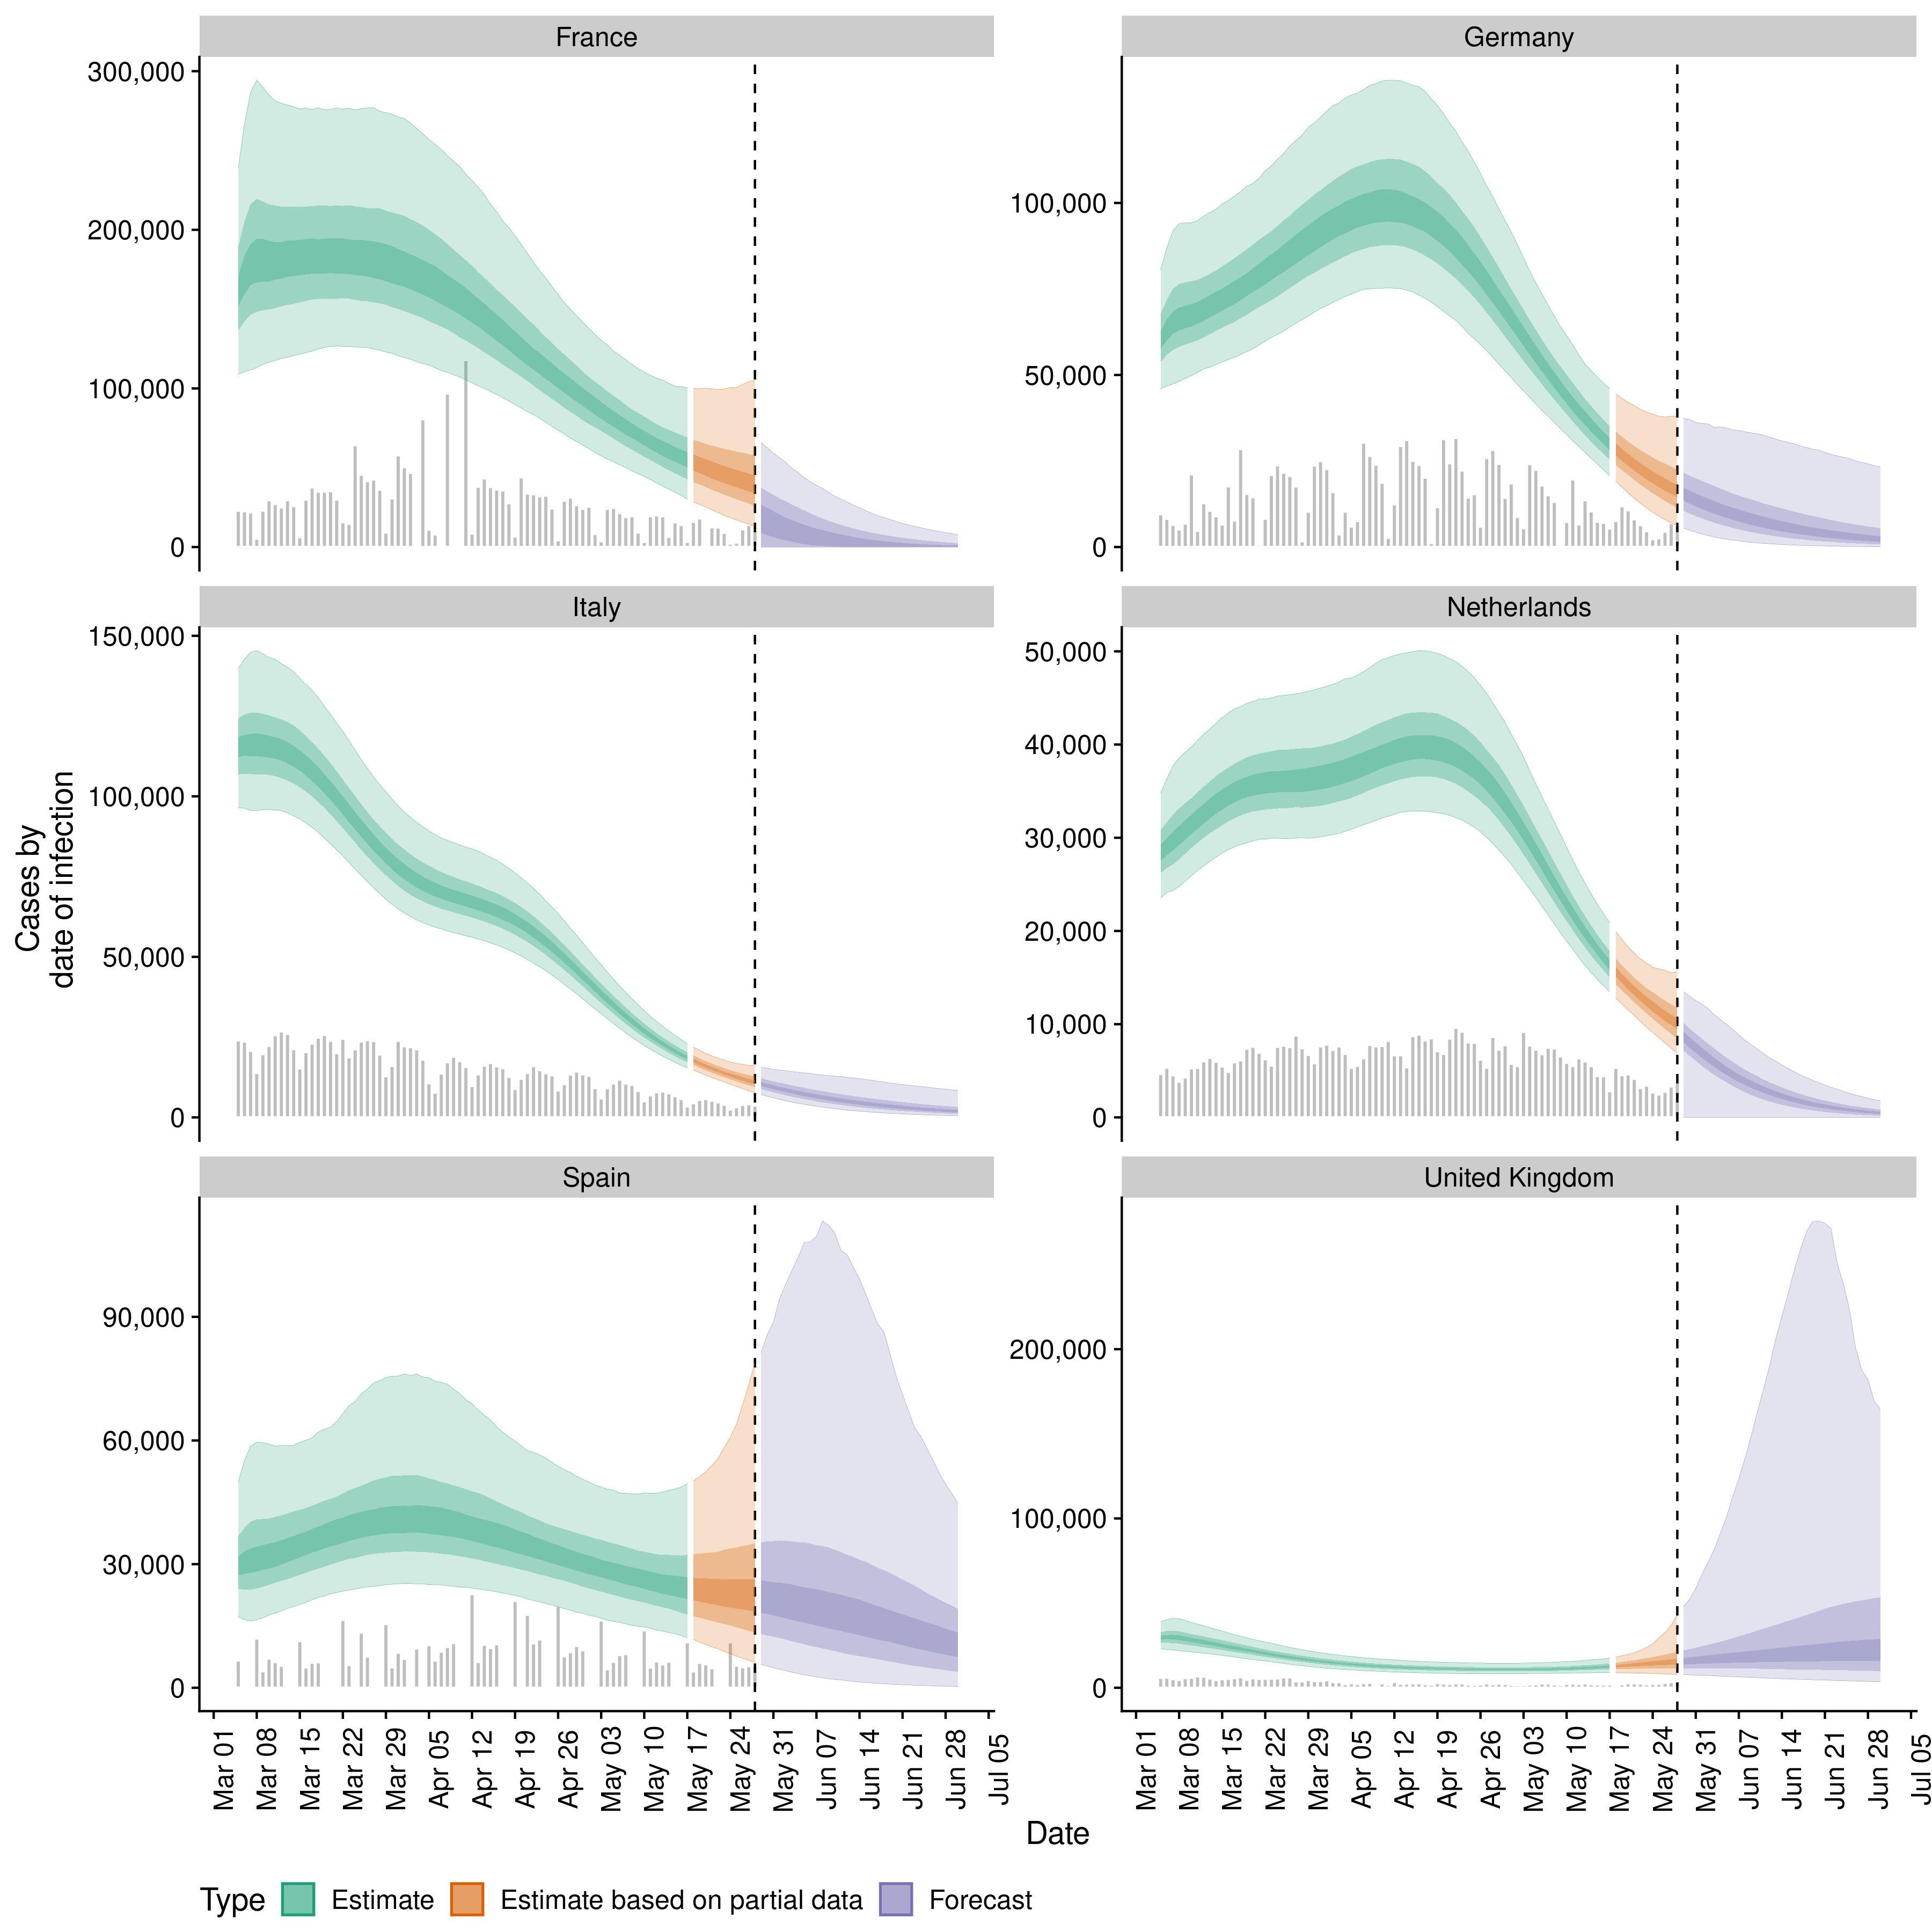 France
Germany
300,000
200,000
100,000
0
100,000
50,000
0
Italy
Netherlands
150,000
100,000
50,000
0
50,000
40,000
30,000
20,000
10,000
0
Cases by
date of infection
Spain
United Kingdom
90,000
60,000
30,000
0
200,000
100,000
0
Mar 01
Mar 08
Mar 15
Mar 22
Mar 29
Apr 05
Apr 12
Apr 19
Apr 26
May 03
May 10
May 17
May 24
May 31
Jun 07
Jun 14
Jun 21
Jun 28
Jul 05
Mar 01
Mar 08
Mar 15
Mar 22
Mar 29
Apr 05
Apr 12
Apr 19
Apr 26
May 03
May 10
May 17
May 24
May 31
Jun 07
Jun 14
Jun 21
Jun 28
Jul 05
Date
Type Estimate Estimate based on partial data Forecast